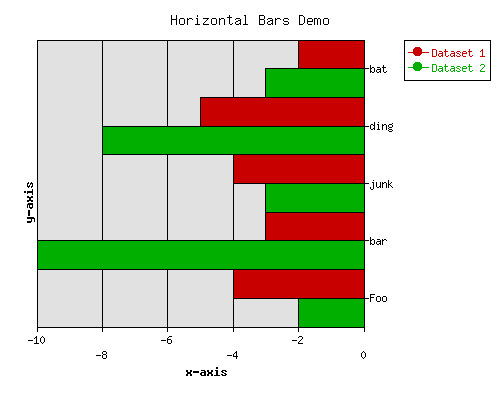 Horizontal Bars Demo
Dataset 1
Dataset 2
bat
ding
junk
bar
Foo
y-axis
-10
-8
-6
-4
-2
0
x-axis